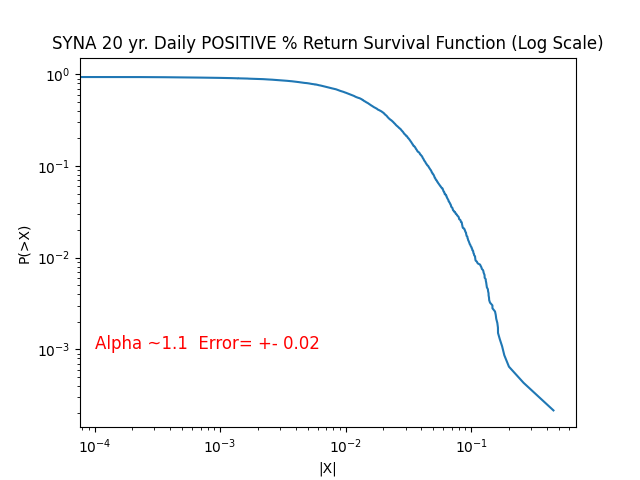 SYNA 20 yr. Daily POSITIVE % Return Survival Function (Log Scale)
10⁰
10⁻¹
10⁻²
10⁻³
P(>X)
Alpha ~1.1  Error= +- 0.02
10⁻⁴ 10⁻³ 10⁻² 10⁻¹
|X|